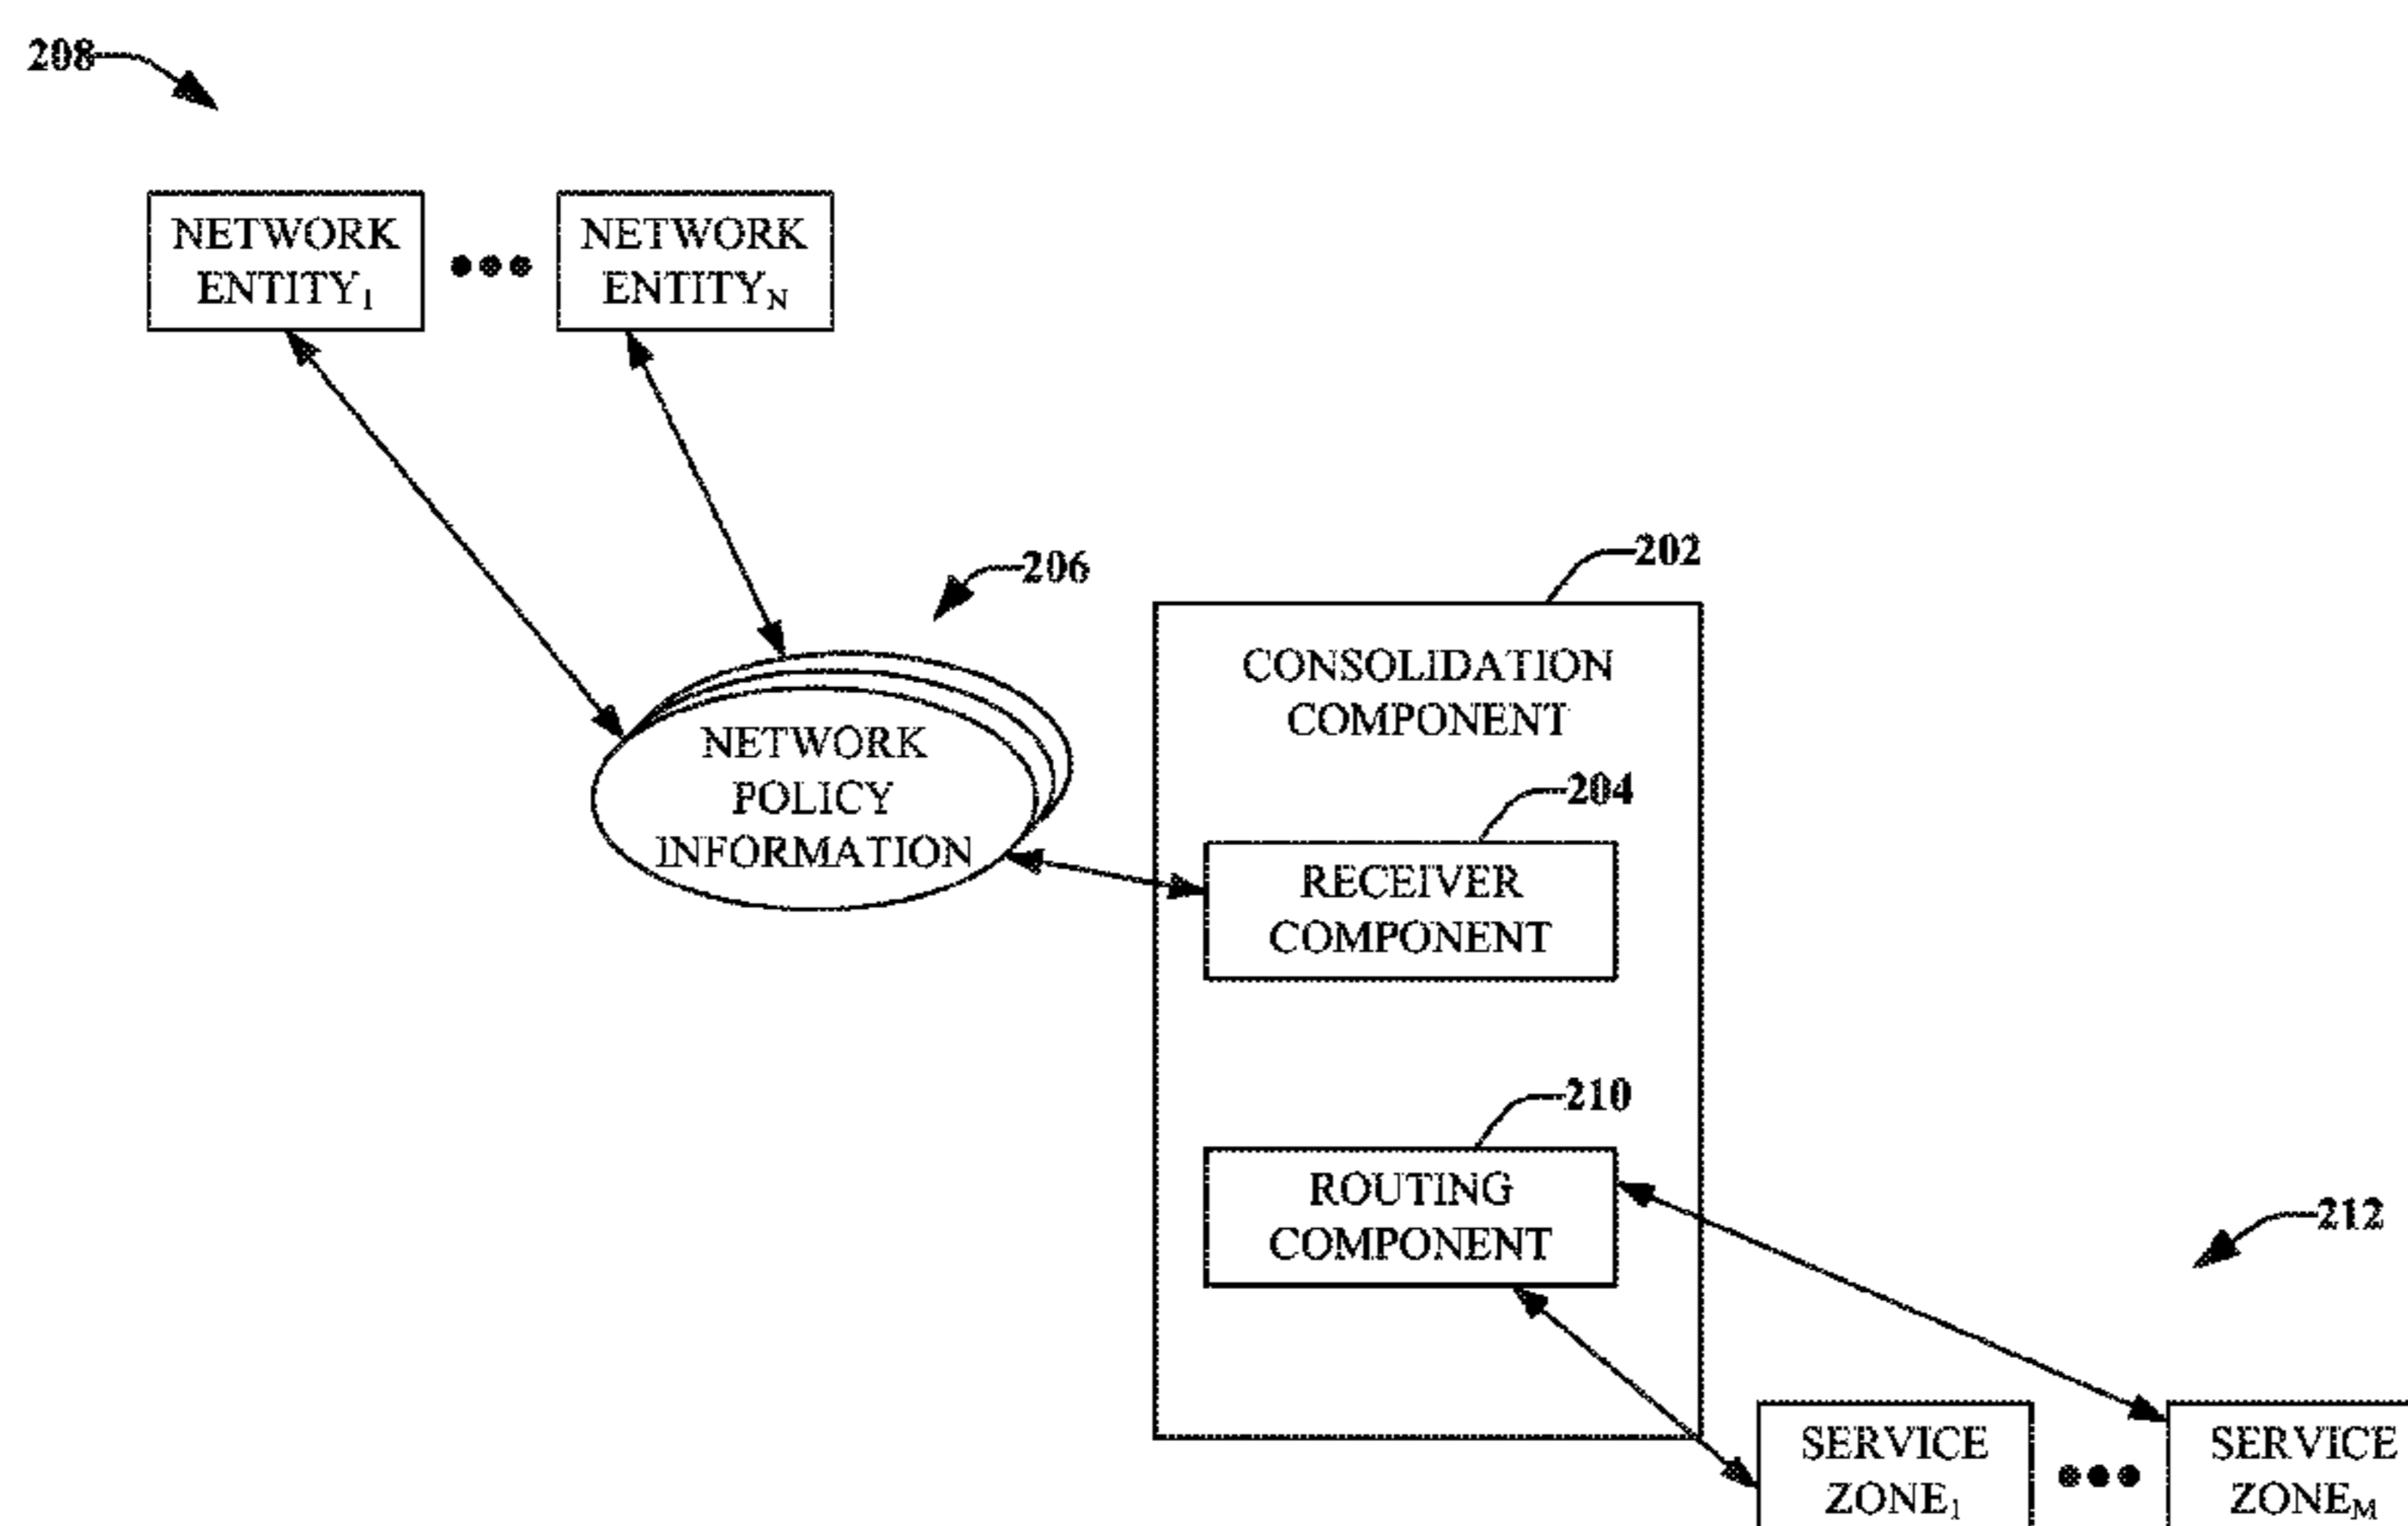 208
NETWORK
ENTITY1
NETWORK
ENTITYN
206
NETWORK
POLICY
INFORMATION
202
CONSOLIDATION
COMPONENT
204
RECEIVER
COMPONENT
210
ROUTING
COMPONENT
212
SERVICE
ZONE1
SERVICE
ZONEM